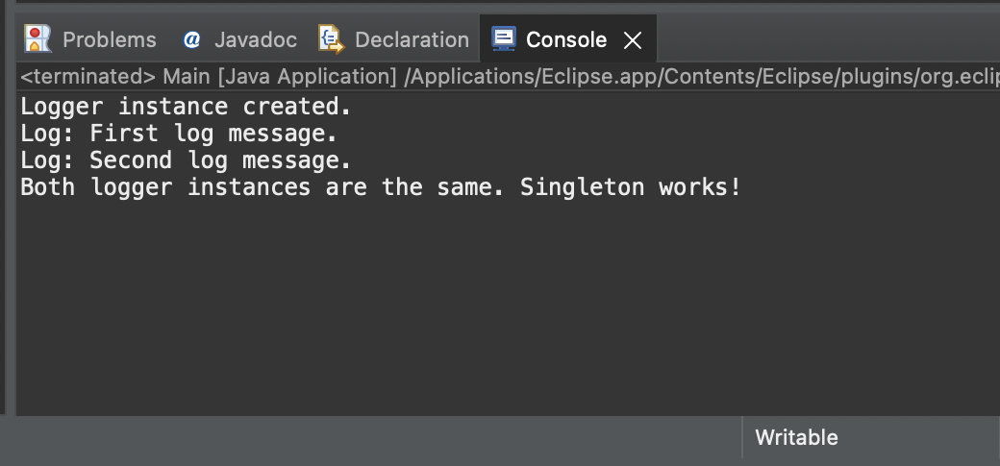 Problems Javadoc Declaration Console
<terminated> Main [Java Application] /Applications/Eclipse.app/Contents/Eclipse/plugins/org.eclip
Logger instance created.
Log: First log message.
Log: Second log message.
Both logger instances are the same. Singleton works!
Writable